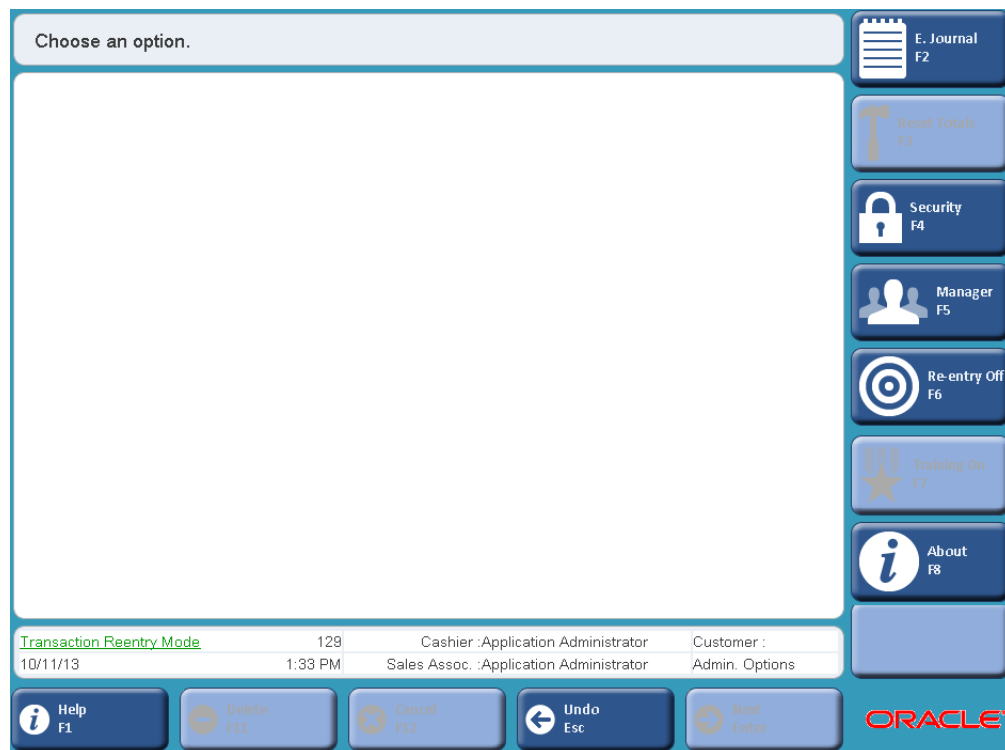 Choose an option.
E. Journal
F2
Reset Totals
F3
Security
F4
Manager
F5
Re-entry Off
F6
Training On
F7
About
F8
Transaction Reentry Mode 129 Cashier :Application Administrator Customer :
10/11/13 1:33 PM Sales Assoc. :Application Administrator Admin. Options
Help
F1
Delete
F11
Cancel
F12
Undo
Esc
Next
Enter
ORACLE